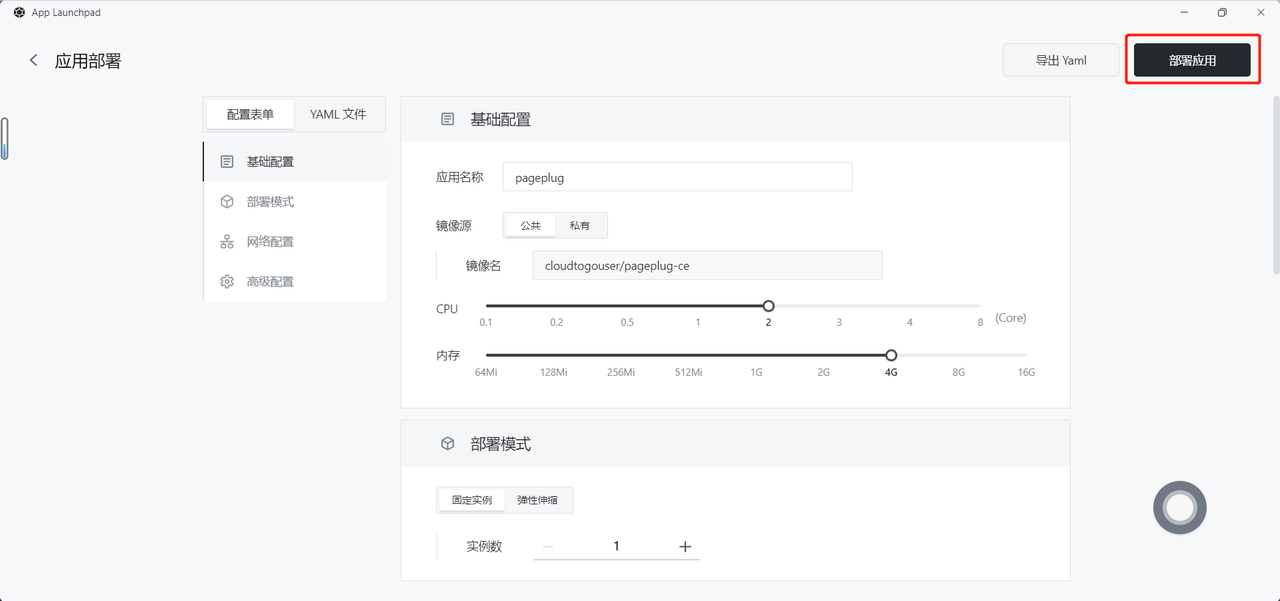 App Launchpad
应用部署
导出 Yaml
部署应用
配置表单
YAML 文件
基础配置
部署模式
网络配置
高级配置
基础配置
应用名称
pageplug
镜像源
公共
私有
镜像名
cloudtogouser/pageplug-ce
CPU
0.1 0.2 0.5 1 2 3 4 8 (Core)
内存
64Mi 128Mi 256Mi 512Mi 1G 2G 4G 8G 16G
部署模式
固定实例
弹性伸缩
实例数
1